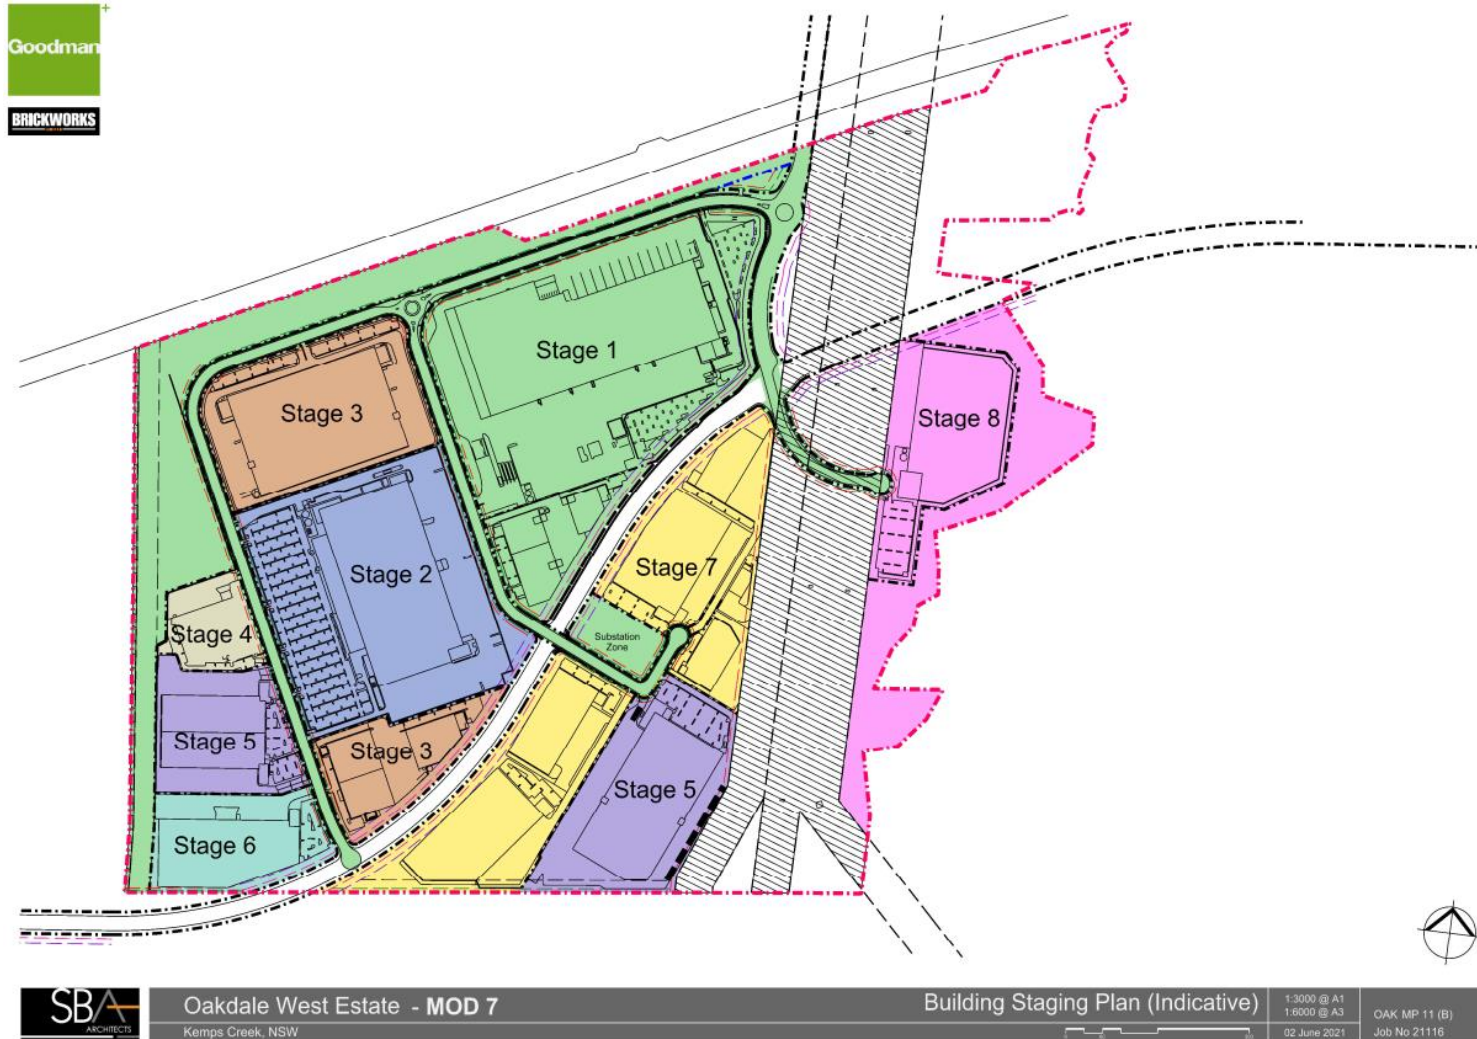 Goodman
BRICKWORKS
Stage 1
Stage 3
Stage 8
Stage 2
Stage 7
Stage 4
Substation
Zone
Stage 5
Stage 3
Stage 5
Stage 6
SBA
ARCHITECTS
Oakdale West Estate - MOD 7
Kemps Creek, NSW
Building Staging Plan (Indicative)
1:3000 @ A1
1:6000 @ A3
02 June 2021
OAK MP 11 (B)
Job No 21116